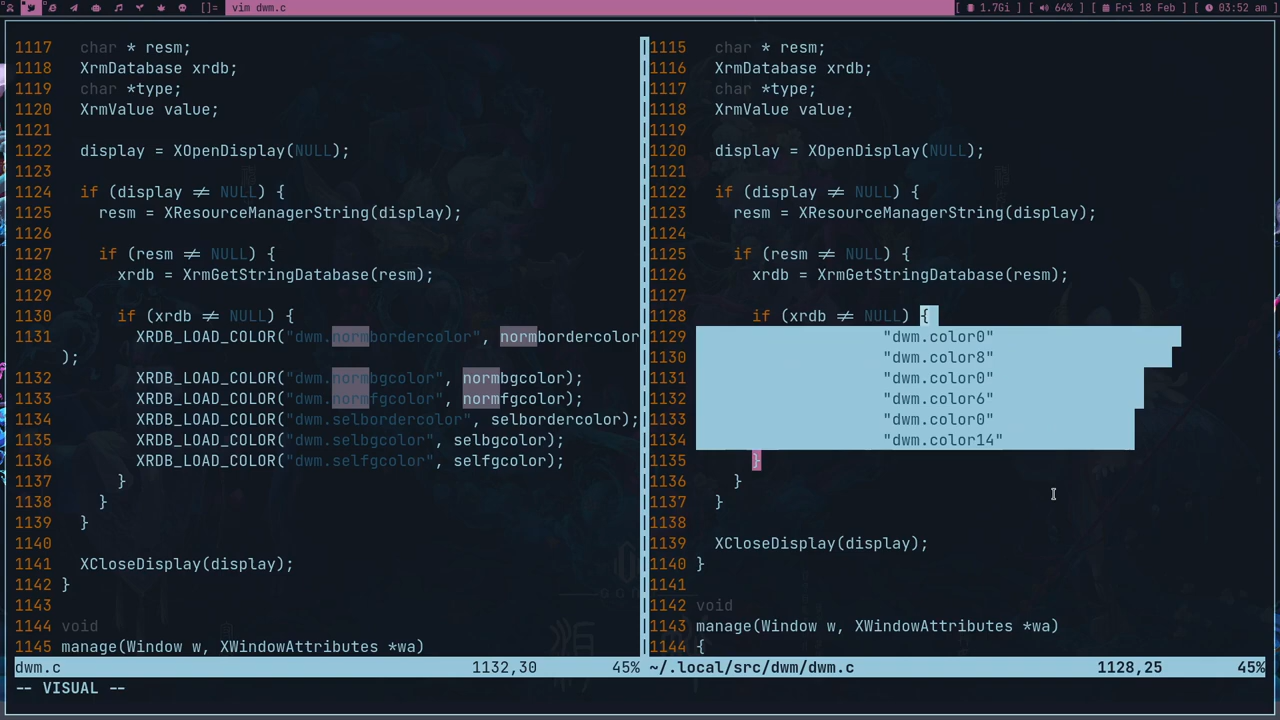 []= vim dwm.c [ 1.7Gi ] [ 64% ] [ Fri 18 Feb ] [ 03:52 am ]
1117 char * resm;
1118 XrmDatabase xrdb;
1119 char *type;
1120 XrmValue value;
1121
1122 display = XOpenDisplay(NULL);
1123
1124 if (display ≠ NULL) {
1125 resm = XResourceManagerString(display);
1126
1127 if (resm ≠ NULL) {
1128 xrdb = XrmGetStringDatabase(resm);
1129
1130 if (xrdb ≠ NULL) {
1131 XRDB_LOAD_COLOR("dwm.normbordercolor", normbordercolor
);
1132 XRDB_LOAD_COLOR("dwm.normbgcolor", normbgcolor);
1133 XRDB_LOAD_COLOR("dwm.normfgcolor", normfgcolor);
1134 XRDB_LOAD_COLOR("dwm.selbordercolor", selbordercolor);
1135 XRDB_LOAD_COLOR("dwm.selbgcolor", selbgcolor);
1136 XRDB_LOAD_COLOR("dwm.selfgcolor", selfgcolor);
1137 }
1138 }
1139 }
1140
1141 XCloseDisplay(display);
1142 }
1143
1144 void
1145 manage(Window w, XWindowAttributes *wa)
dwm.c 1132,30 45%
1115 char * resm;
1116 XrmDatabase xrdb;
1117 char *type;
1118 XrmValue value;
1119
1120 display = XOpenDisplay(NULL);
1121
1122 if (display ≠ NULL) {
1123 resm = XResourceManagerString(display);
1124
1125 if (resm ≠ NULL) {
1126 xrdb = XrmGetStringDatabase(resm);
1127
1128 if (xrdb ≠ NULL) {
1129 "dwm.color0"
1130 "dwm.color8"
1131 "dwm.color0"
1132 "dwm.color6"
1133 "dwm.color0"
1134 "dwm.color14"
1135 }
1136 }
1137 }
1138
1139 XCloseDisplay(display);
1140 }
1141
1142 void
1143 manage(Window w, XWindowAttributes *wa)
1144 {
~/.local/src/dwm/dwm.c 1128,25 45%
-- VISUAL --